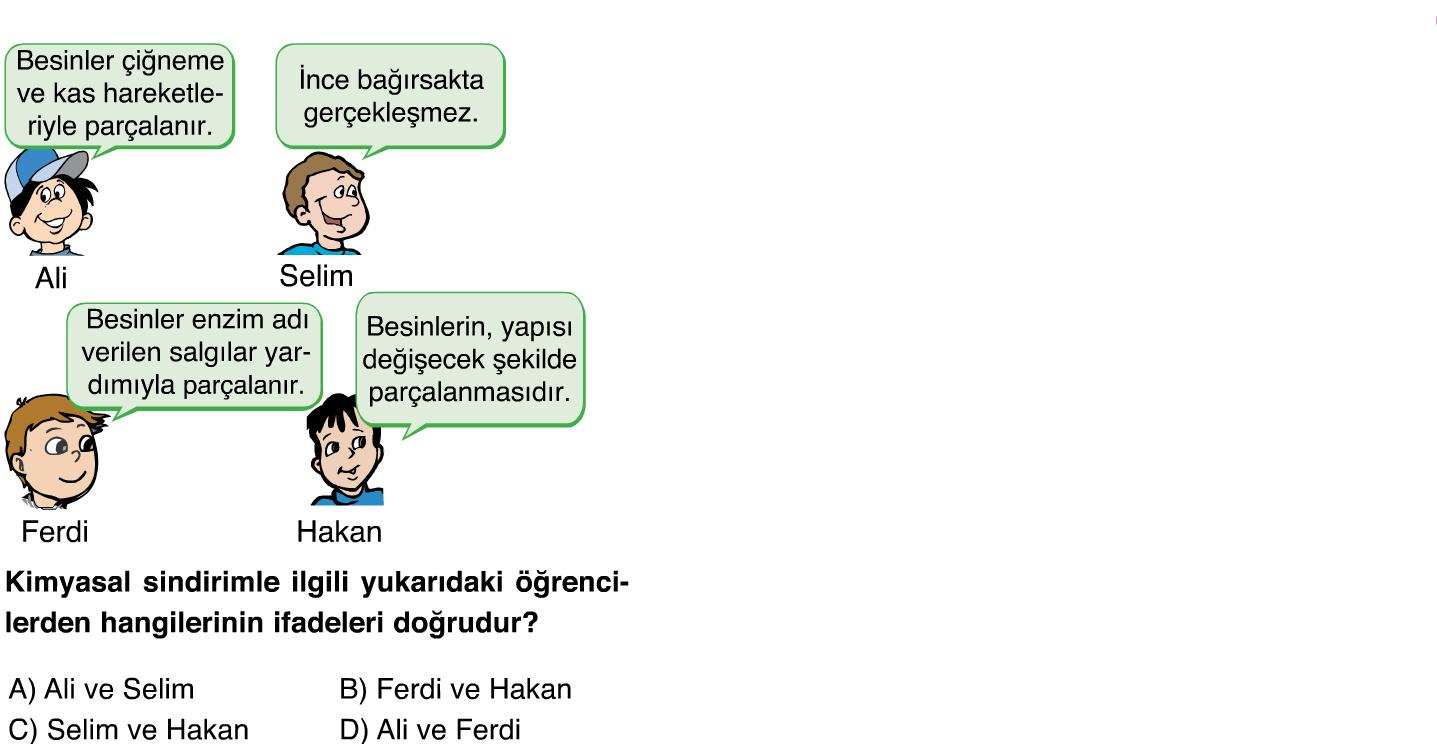 Besinler çiğneme
ve kas hareketle-
riyle parçalanır.
İnce bağırsakta
gerçekleşmez.
Ali
Selim
Besinler enzim adı
verilen salgılar yar-
dımıyla parçalanır.
Besinlerin, yapısı
değişecek şekilde
parçalanmasıdır.
Ferdi
Hakan
Kimyasal sindirimle ilgili yukarıdaki öğrenci-
lerden hangilerinin ifadeleri doğrudur?
A) Ali ve Selim
B) Ferdi ve Hakan
C) Selim ve Hakan
D) Ali ve Ferdi